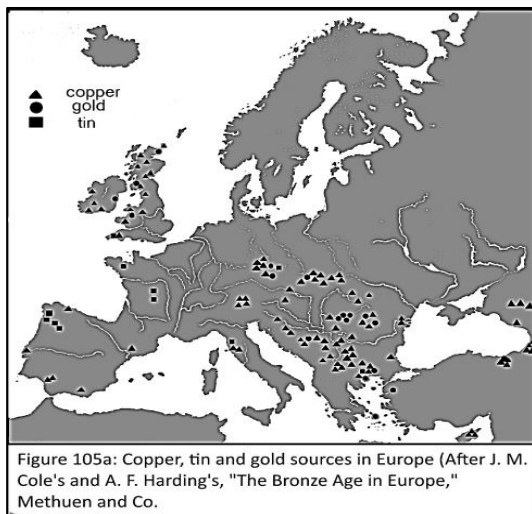 copper
gold
tin
Figure 105a: Copper, tin and gold sources in Europe (After J. M.
Cole's and A. F. Harding's, "The Bronze Age in Europe,"
Methuen and Co.